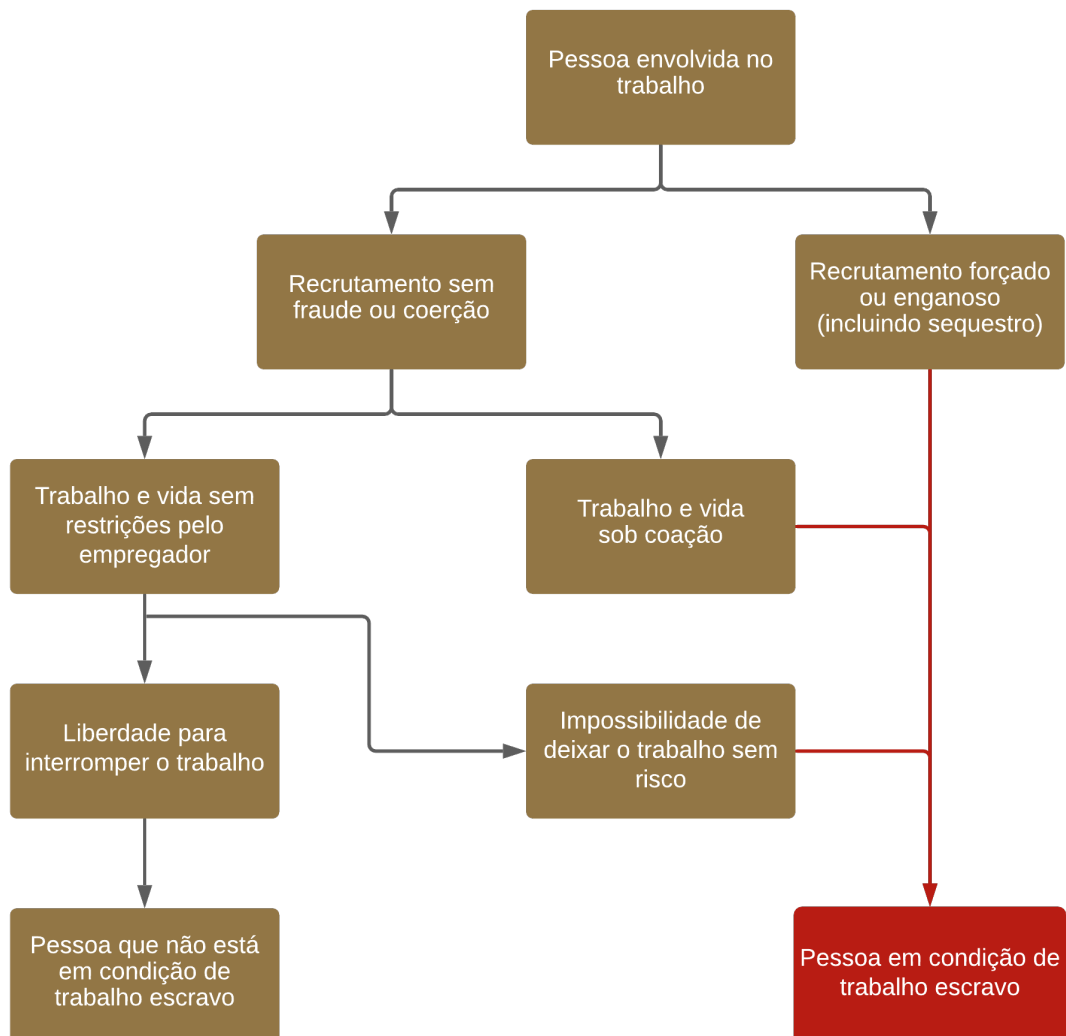 Pessoa envolvida no
trabalho
Recrutamento sem
fraude ou coerção
Recrutamento forçado
ou enganoso
(incluindo sequestro)
Trabalho e vida sem
restrições pelo
empregador
Trabalho e vida
sob coação
Liberdade para
interromper o trabalho
Impossibilidade de
deixar o trabalho sem
risco
Pessoa que não está
em condição de
trabalho escravo
Pessoa em condição de
trabalho escravo